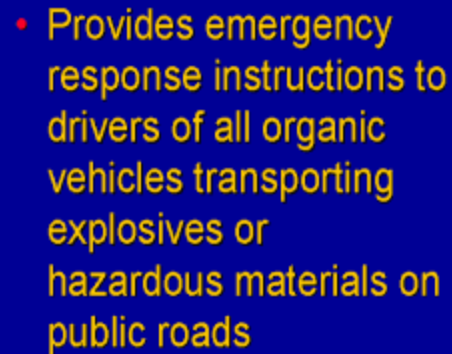 • Provides emergency
response instructions to
drivers of all organic
vehicles transporting
explosives or
hazardous materials on
public roads